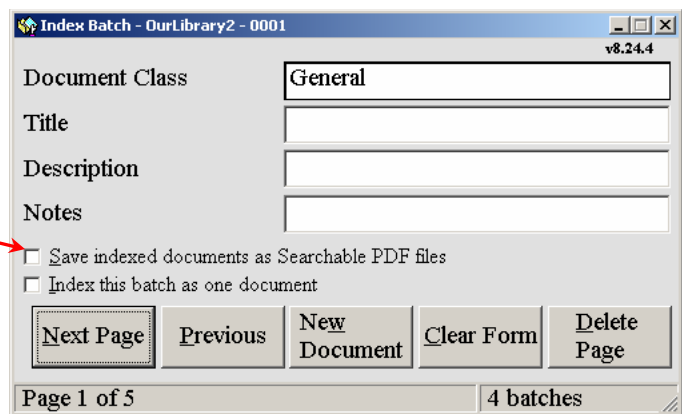 Index Batch - OurLibrary2 - 0001
v8.24.4
Document Class General
Title
Description
Notes
Save indexed documents as Searchable PDF files
Index this batch as one document
Next Page Previous New Document Clear Form Delete Page
Page 1 of 5 4 batches